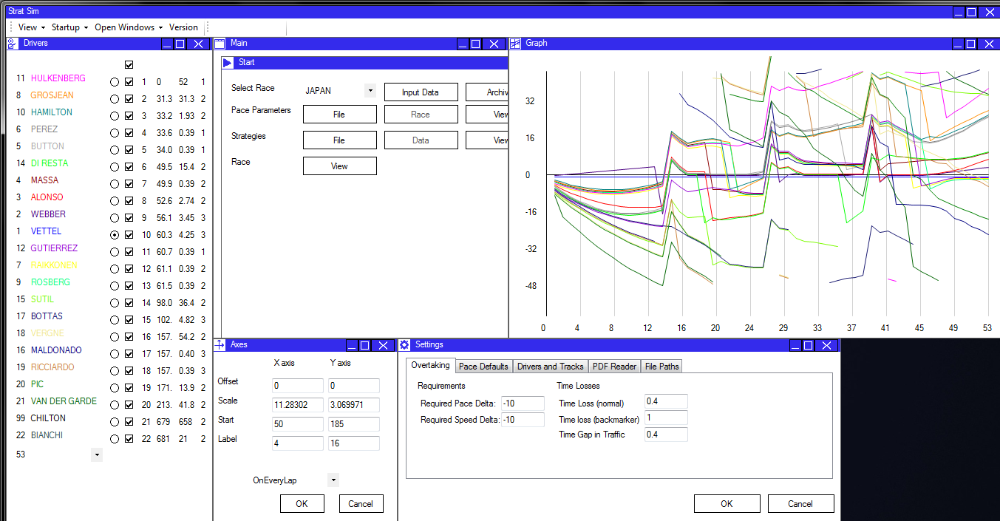 Strat Sim
View Startup Open Windows Version
Drivers
11 HULKENBERG
8 GROSJEAN
10 HAMILTON
6 PEREZ
5 BUTTON
14 DI RESTA
4 MASSA
3 ALONSO
2 WEBBER
1 VETTEL
12 GUTIERREZ
7 RAIKKONEN
9 ROSBERG
15 SUTIL
17 BOTTAS
18 VERGNE
16 MALDONADO
19 RICCIARDO
20 PIC
21 VAN DER GARDE
99 CHILTON
22 BIANCHI
53
1 0 52 1
2 31.3 31.3 2
3 33.2 1.93 2
4 33.6 0.39 1
5 34.0 0.39 1
6 49.5 15.4 2
7 49.9 0.39 2
8 52.6 2.74 2
9 56.1 3.45 3
10 60.3 4.25 3
11 60.7 0.39 1
12 61.1 0.39 2
13 61.5 0.39 2
14 98.0 36.4 2
15 102. 4.82 3
16 157. 54.2 2
17 157. 0.40 3
18 157. 0.39 3
19 171. 13.9 2
20 213. 41.8 2
21 679 658 2
22 681 21 2
Main
Start
Select Race JAPAN Input Data Archiv
Pace Parameters File Race View
Strategies File Data View
Race View
Graph
32
16
0
-16
-32
-48
0 4 8 12 16 20 24 29 33 37 41 45 49 53
Axes
X axis Y axis
Offset 0 0
Scale 11.28302 3.069971
Start 50 185
Label 4 16
OnEveryLap
OK Cancel
Settings
Overtaking Pace Defaults Drivers and Tracks PDF Reader File Paths
Requirements
Required Pace Delta: -10
Required Speed Delta: -10
Time Losses
Time Loss (normal) 0.4
Time loss (backmarker) 1
Time Gap in Traffic 0.4
OK Cancel